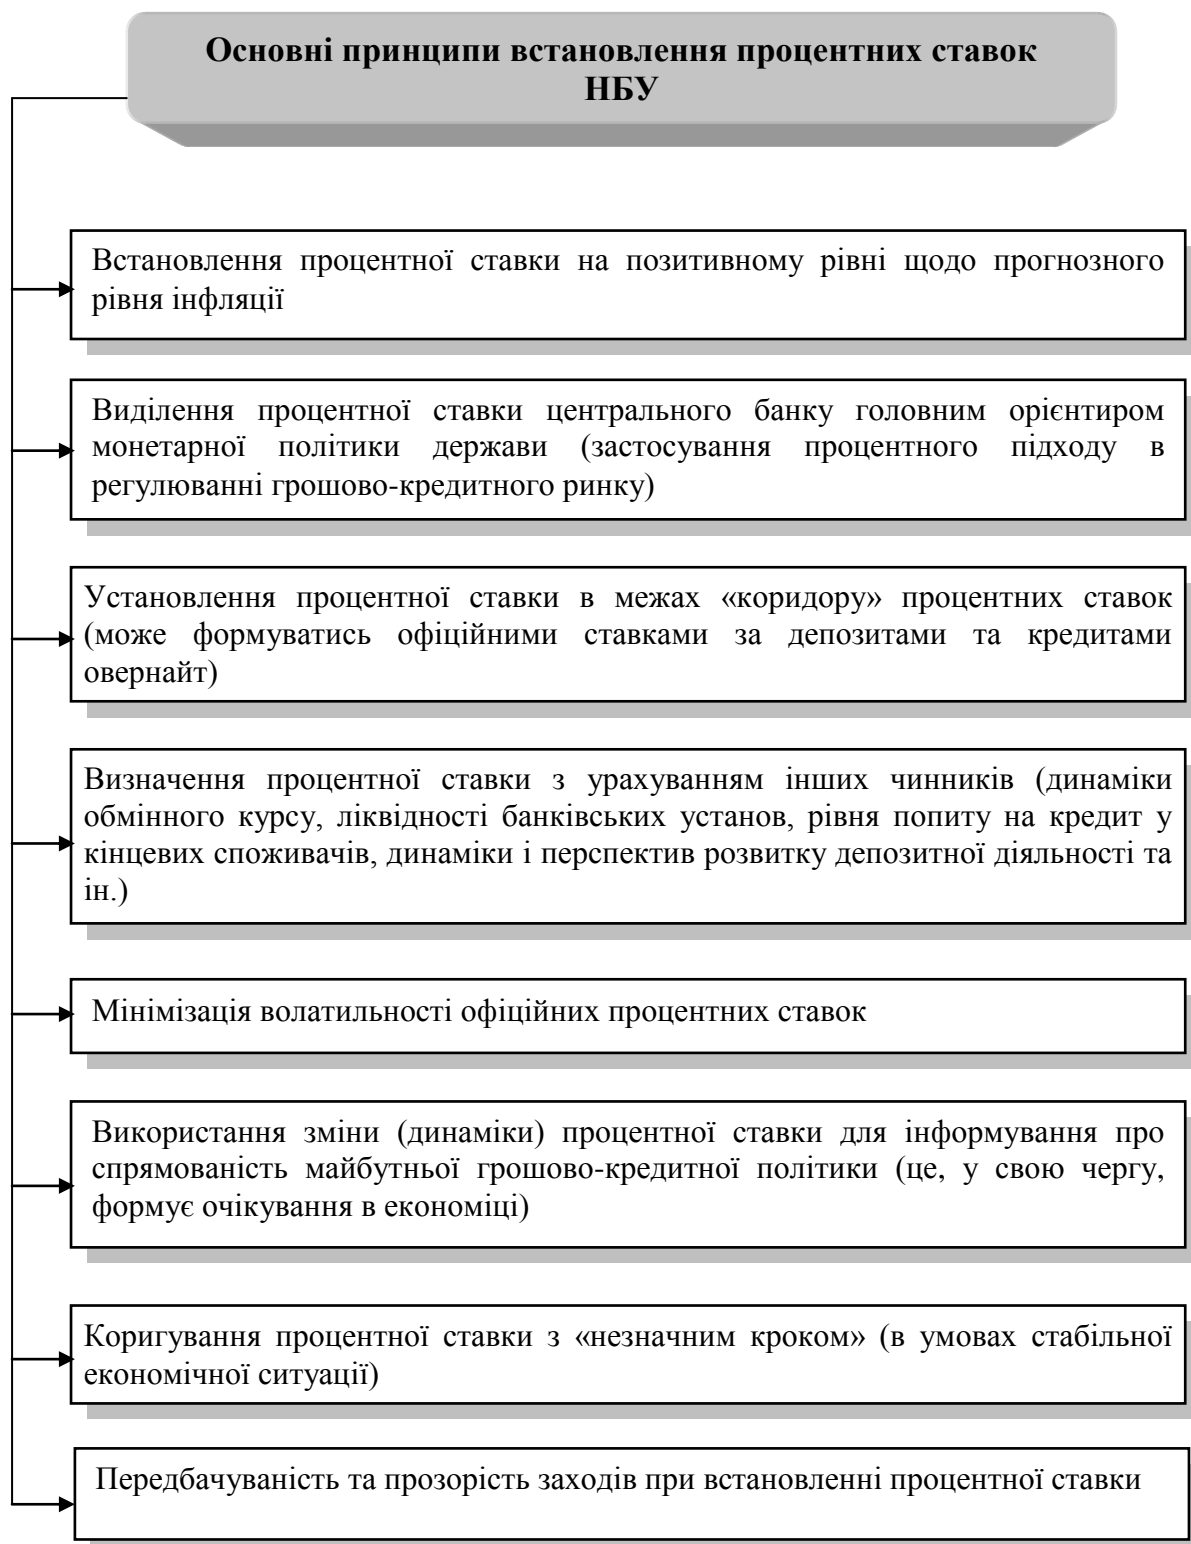 Основні принципи встановлення процентних ставок
НБУ
Встановлення процентної ставки на позитивному рівні щодо прогнозного
рівня інфляції
Виділення процентної ставки центрального банку головним орієнтиром
монетарної політики держави (застосування процентного підходу в
регулюванні грошово-кредитного ринку)
Установлення процентної ставки в межах «коридору» процентних ставок
(може формуватись офіційними ставками за депозитами та кредитами
овернайт)
Визначення процентної ставки з урахуванням інших чинників (динаміки
обмінного курсу, ліквідності банківських установ, рівня попиту на кредит у
кінцевих споживачів, динаміки і перспектив розвитку депозитної діяльності та
ін.)
Мінімізація волатильності офіційних процентних ставок
Використання зміни (динаміки) процентної ставки для інформування про
спрямованість майбутньої грошово-кредитної політики (це, у свою чергу,
формує очікування в економіці)
Коригування процентної ставки з «незначним кроком» (в умовах стабільної
економічної ситуації)
Передбачуваність та прозорість заходів при встановленні процентної ставки